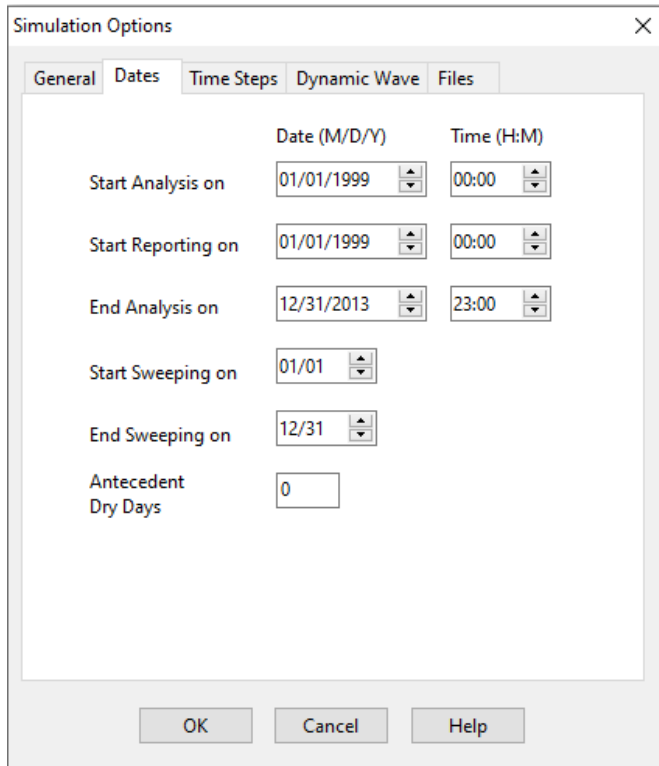 Simulation Options
General Dates Time Steps Dynamic Wave Files
Date (M/D/Y) Time (H:M)
Start Analysis on 01/01/1999 00:00
Start Reporting on 01/01/1999 00:00
End Analysis on 12/31/2013 23:00
Start Sweeping on 01/01
End Sweeping on 12/31
Antecedent
Dry Days 0
OK Cancel Help